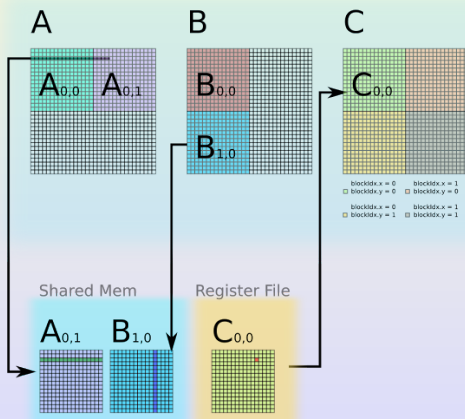 A B C
A0,0 A0,1 B0,0 C0,0
B1,0
blockIdx.x = 0 blockIdx.x = 1
blockIdx.y = 0 blockIdx.y = 0
blockIdx.x = 0 blockIdx.x = 1
blockIdx.y = 1 blockIdx.y = 1
Shared Mem Register File
A0,1 B1,0 C0,0